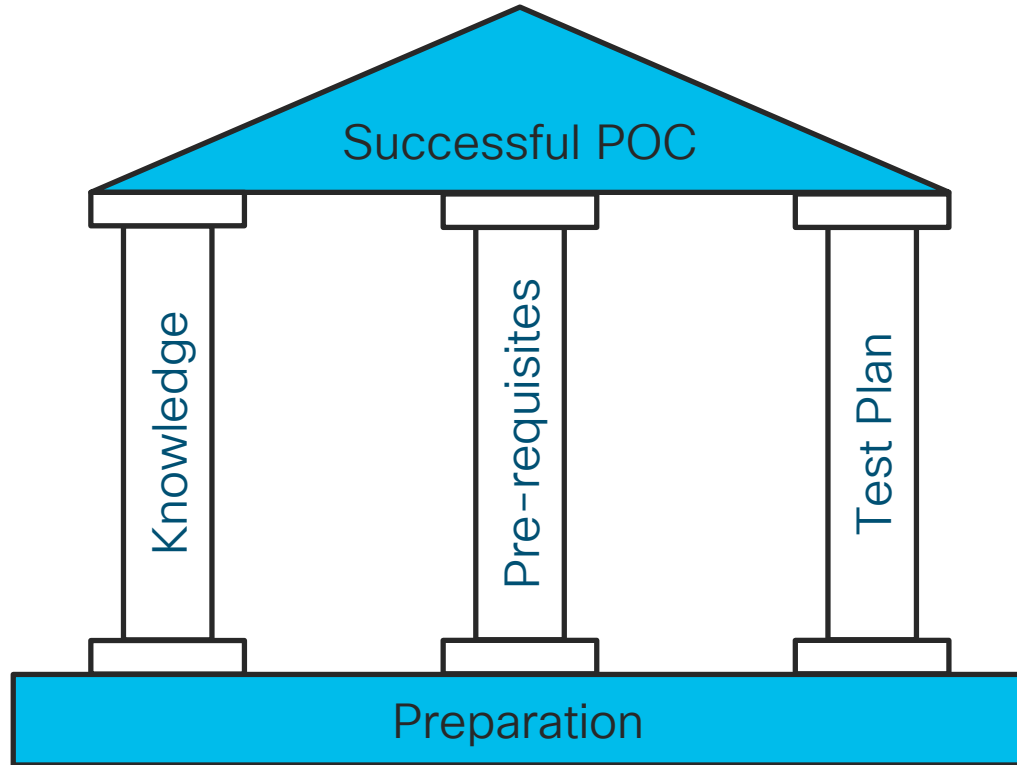 Successful POC
Knowledge
Pre-requisites
Test Plan
Preparation